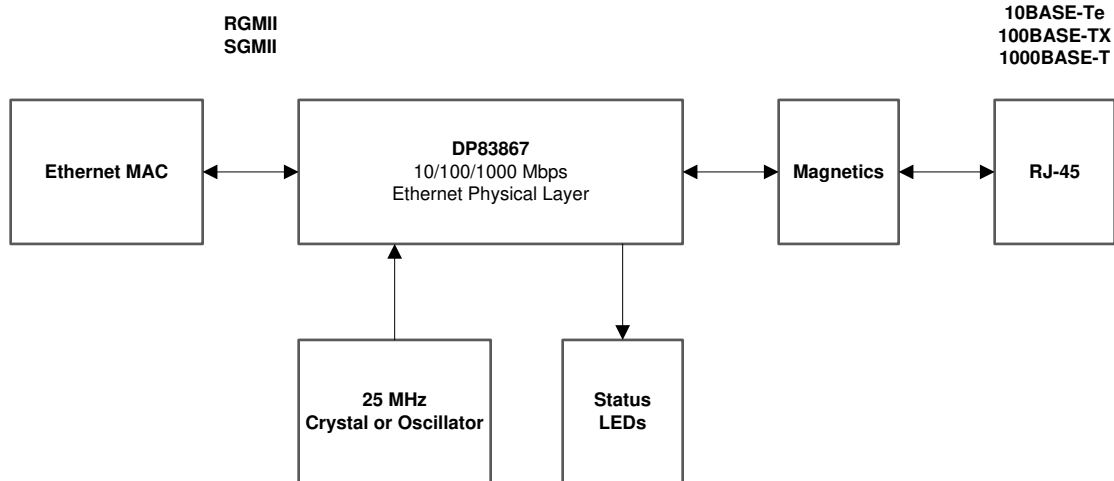 RGMII
SGMII
10BASE-Te
100BASE-TX
1000BASE-T
Ethernet MAC
DP83867
10/100/1000 Mbps
Ethernet Physical Layer
Magnetics
RJ-45
25 MHz
Crystal or Oscillator
Status
LEDs